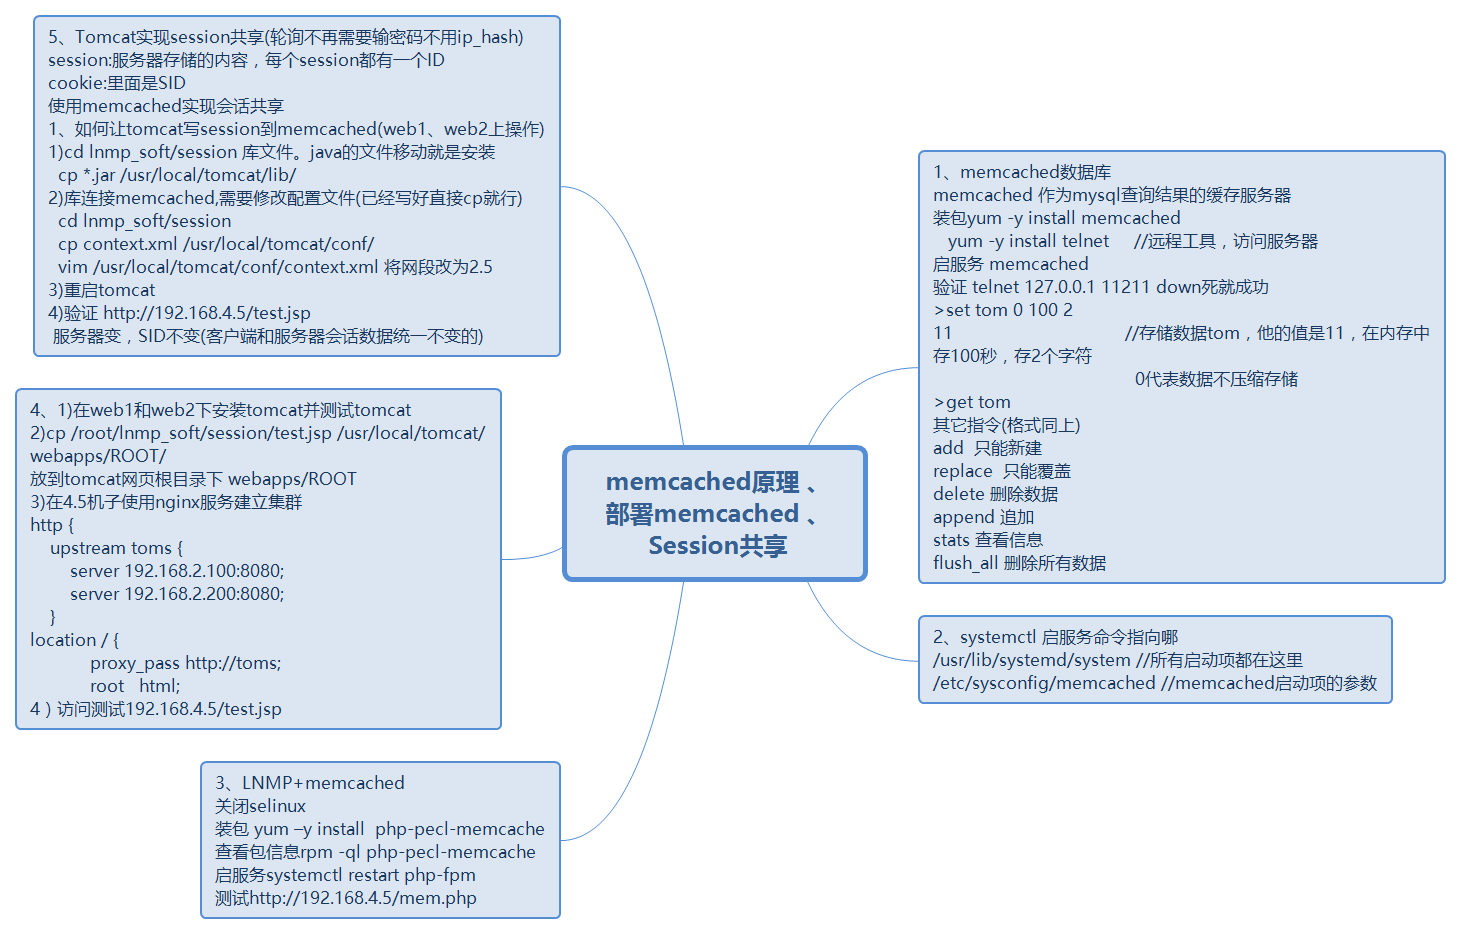 memcached原理 、
部署memcached 、
Session共享
1、memcached数据库
memcached 作为mysql查询结果的缓存服务器
装包yum -y install memcached
yum -y install telnet //远程工具，访问服务器
启服务 memcached
验证 telnet 127.0.0.1 11211 down死就成功
>set tom 0 100 2
11 //存储数据tom，他的值是11，在内存中
存100秒，存2个字符
0代表数据不压缩存储
>get tom
其它指令(格式同上)
add 只能新建
replace 只能覆盖
delete 删除数据
append 追加
stats 查看信息
flush_all 删除所有数据
2、systemctl 启服务命令指向哪
/usr/lib/systemd/system //所有启动项都在这里
/etc/sysconfig/memcached //memcached启动项的参数
3、LNMP+memcached
关闭selinux
装包 yum –y install php-pecl-memcache
查看包信息rpm -ql php-pecl-memcache
启服务systemctl restart php-fpm
测试http://192.168.4.5/mem.php
4、1)在web1和web2下安装tomcat并测试tomcat
2)cp /root/lnmp_soft/session/test.jsp /usr/local/tomcat/
webapps/ROOT/
放到tomcat网页根目录下 webapps/ROOT
3)在4.5机子使用nginx服务建立集群
http {
upstream toms {
server 192.168.2.100:8080;
server 192.168.2.200:8080;
}
location / {
proxy_pass http://toms;
root html;
4）访问测试192.168.4.5/test.jsp
5、Tomcat实现session共享(轮询不再需要输密码不用ip_hash)
session:服务器存储的内容，每个session都有一个ID
cookie:里面是SID
使用memcached实现会话共享
1、如何让tomcat写session到memcached(web1、web2上操作)
1)cd lnmp_soft/session 库文件。java的文件移动就是安装
cp *.jar /usr/local/tomcat/lib/
2)库连接memcached,需要修改配置文件(已经写好直接cp就行)
cd lnmp_soft/session
cp context.xml /usr/local/tomcat/conf/
vim /usr/local/tomcat/conf/context.xml 将网段改为2.5
3)重启tomcat
4)验证 http://192.168.4.5/test.jsp
服务器变，SID不变(客户端和服务器会话数据统一不变的)